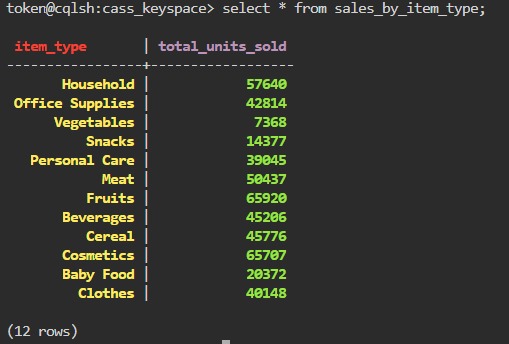 token@cqlsh:cass_keyspace> select * from sales_by_item_type;
item_type | total_units_sold
-----------------+------------------
Household | 57640
Office Supplies | 42814
Vegetables | 7368
Snacks | 14377
Personal Care | 39045
Meat | 50437
Fruits | 65920
Beverages | 45206
Cereal | 45776
Cosmetics | 65707
Baby Food | 20372
Clothes | 40148
(12 rows)